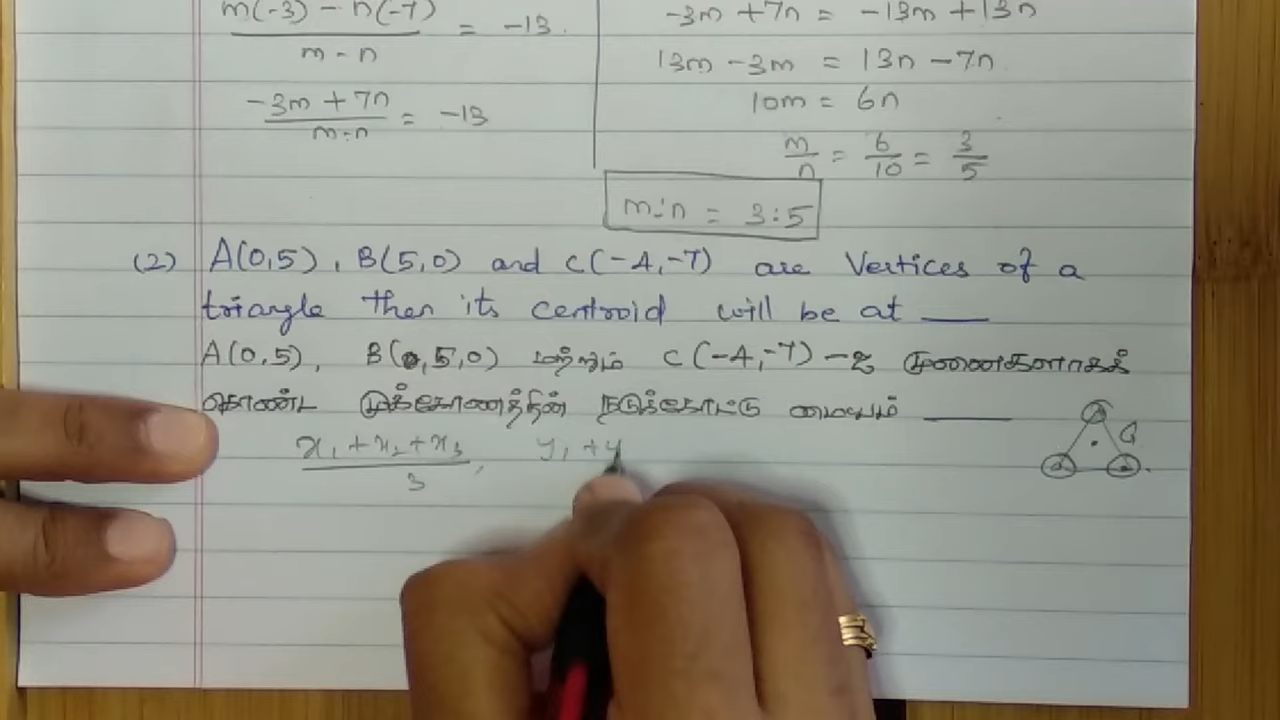 m(-3) - n(-7) / m - n = -13.
-3m + 7n / m - n = -13
-3m + 7n = -13m + 13n
13m - 3m = 13n - 7n
10m = 6n
m/n = 6/10 = 3/5
m:n = 3:5
(2) A(0,5), B(5,0) and C(-4,-7) are Vertices of a
triangle then its centroid will be at ___
A(0,5), B(5,0) மற்றும் C(-4,-7) -ஐ முனைகளாகக்
கொண்ட முக்கோணத்தின் நடுக்கோட்டு மையம் ___
x₁ + x₂ + x₃ / 3 , y₁ + y
G